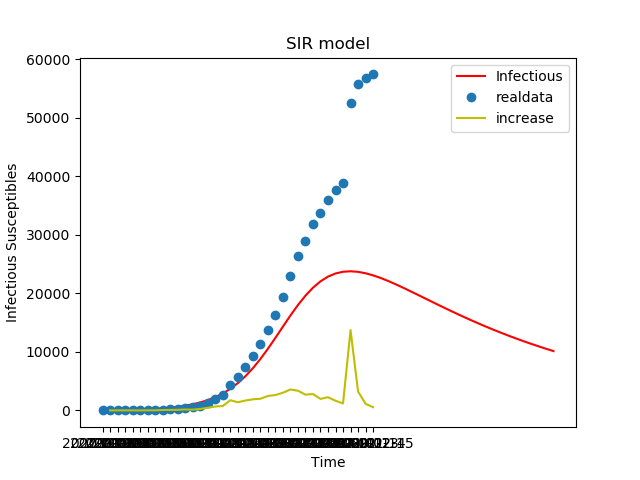 SIR model
60000
50000
40000
30000
20000
10000
0
Infectious Susceptibles
Infectious
realdata
increase
Time